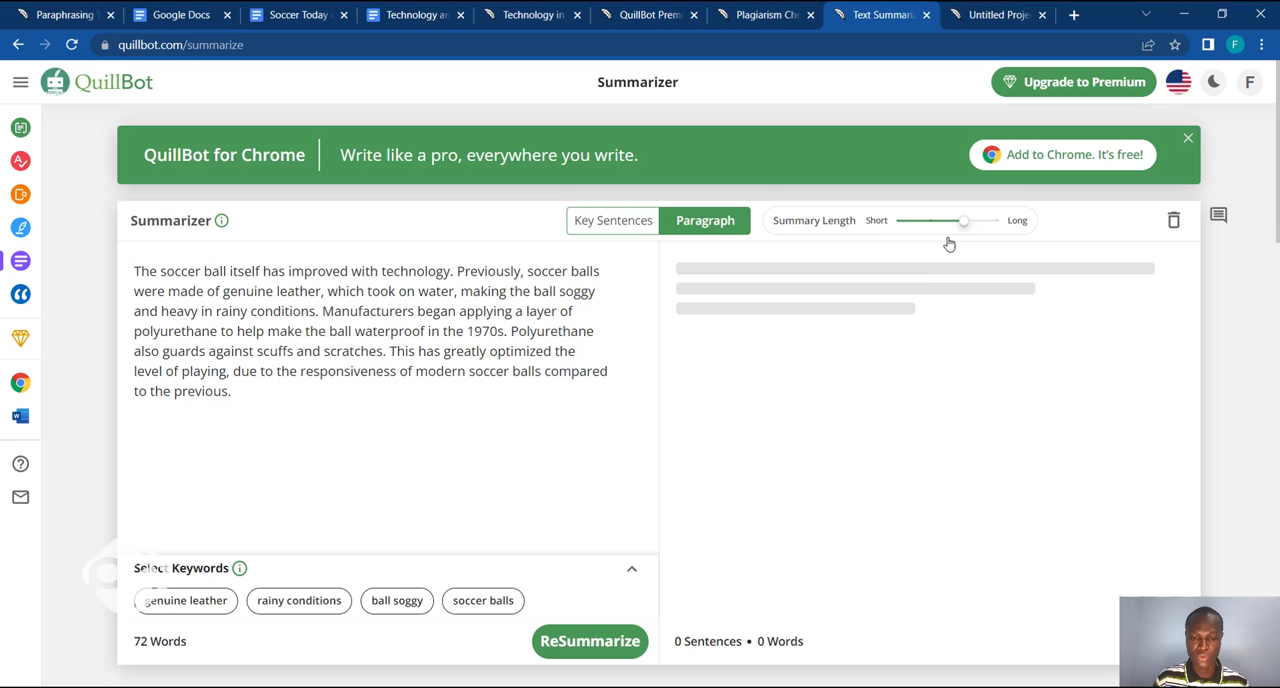 Paraphrasing T
Google Docs
Soccer Today
Technology an
Technology in
QuillBot Prem
Plagiarism Che
Text Summari
Untitled Proje
quillbot.com/summarize
QuillBot
Summarizer
Upgrade to Premium
F
QuillBot for Chrome
Write like a pro, everywhere you write.
Add to Chrome. It's free!
Summarizer
Key Sentences
Paragraph
Summary Length
Short
Long
The soccer ball itself has improved with technology. Previously, soccer balls
were made of genuine leather, which took on water, making the ball soggy
and heavy in rainy conditions. Manufacturers began applying a layer of
polyurethane to help make the ball waterproof in the 1970s. Polyurethane
also guards against scuffs and scratches. This has greatly optimized the
level of playing, due to the responsiveness of modern soccer balls compared
to the previous.
Select Keywords
genuine leather
rainy conditions
ball soggy
soccer balls
72 Words
ReSummarize
0 Sentences • 0 Words